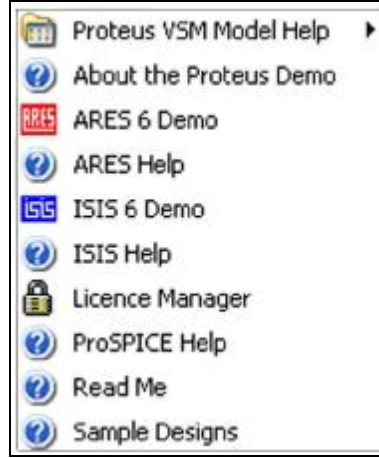 Proteus VSM Model Help
About the Proteus Demo
ARES ARES 6 Demo
ARES Help
isis ISIS 6 Demo
ISIS Help
Licence Manager
ProSPICE Help
Read Me
Sample Designs